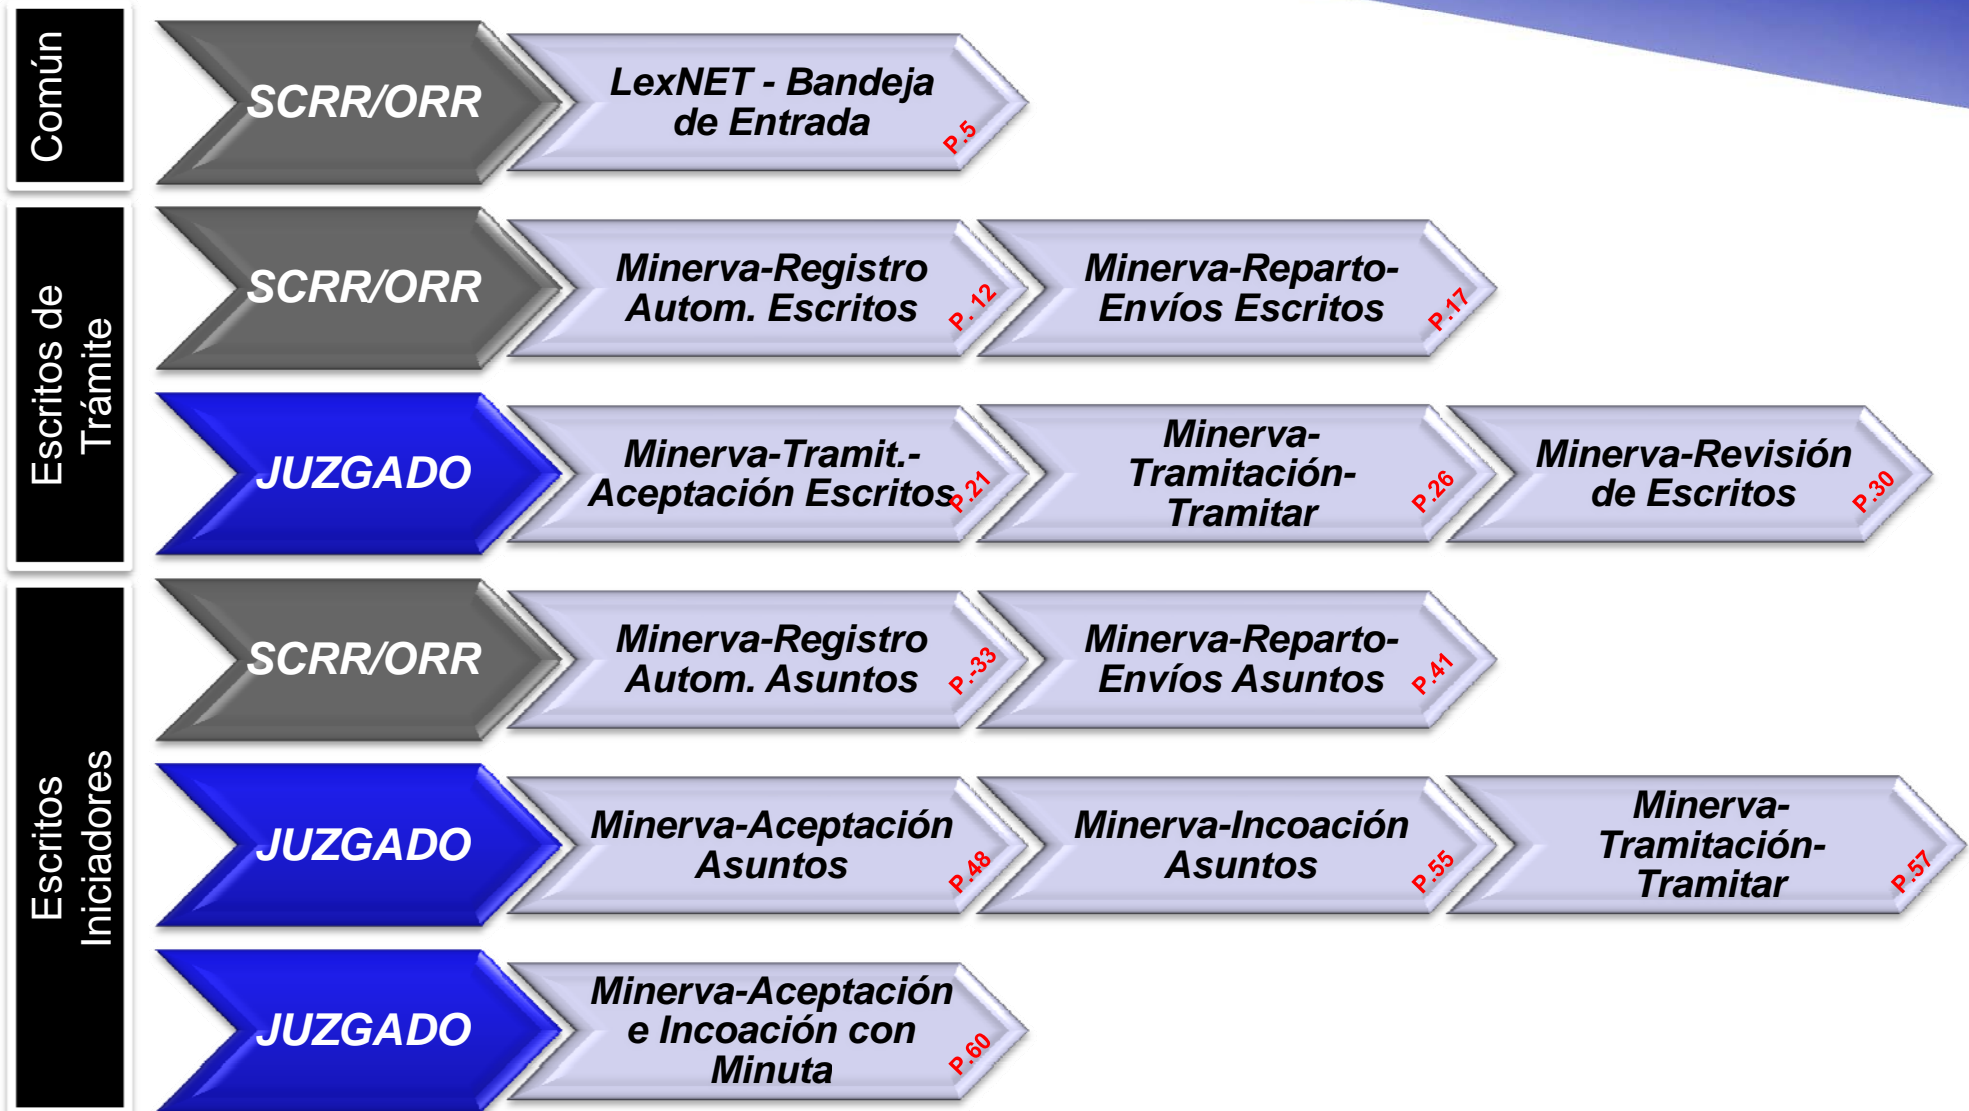 Común
SCRR/ORR
LexNET - Bandeja
de Entrada
P.5
Escritos de
Trámite
SCRR/ORR
Minerva-Registro
Autom. Escritos
P. 12
Minerva-Reparto-
Envíos Escritos
P.17
JUZGADO
Minerva-Tramit.-
Aceptación Escritos
P.21
Minerva-
Tramitación-
Tramitar
P.26
Minerva-Revisión
de Escritos
P.30
Escritos
Iniciadores
SCRR/ORR
Minerva-Registro
Autom. Asuntos
P.-33
Minerva-Reparto-
Envíos Asuntos
P.41
JUZGADO
Minerva-Aceptación
Asuntos
P.48
Minerva-Incoación
Asuntos
P.55
Minerva-
Tramitación-
Tramitar
P.57
JUZGADO
Minerva-Aceptación
e Incoación con
Minuta
P.60